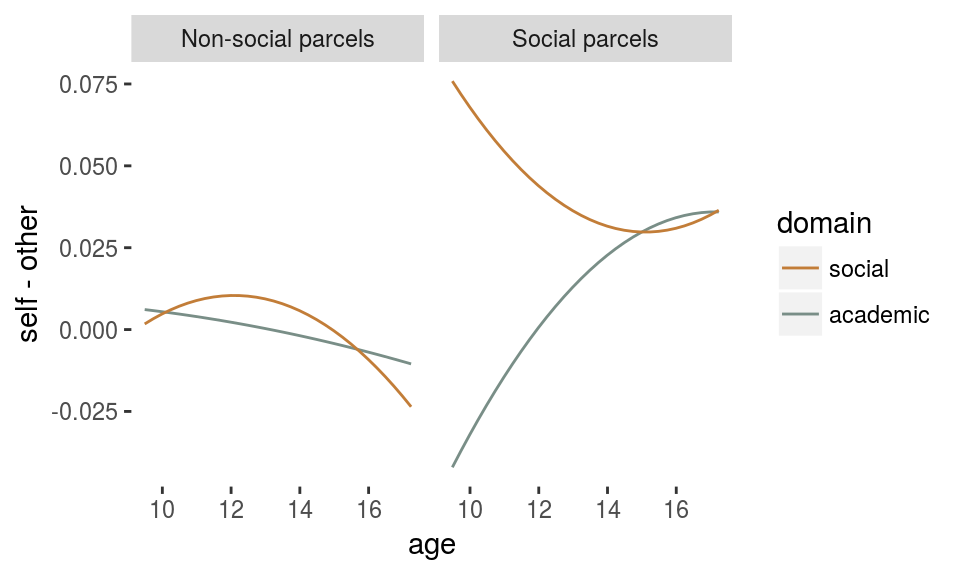 Non-social parcels
Social parcels
0.075
0.050
0.025
0.000
-0.025
self - other
10 12 14 16
10 12 14 16
age
domain
social
academic